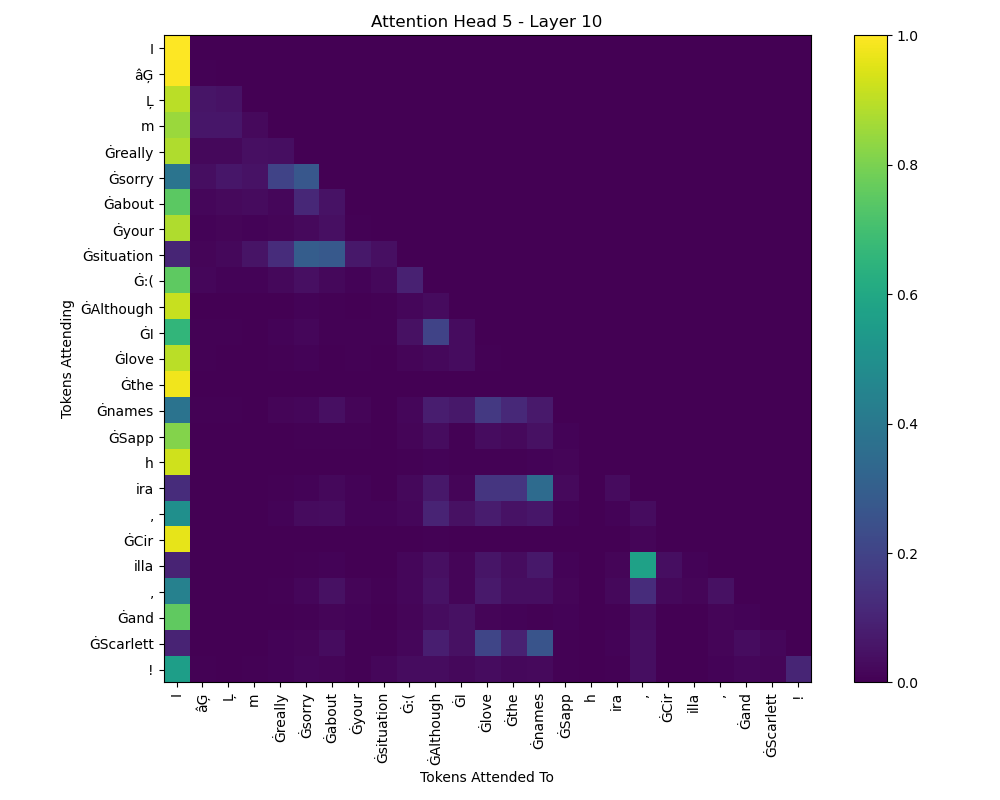 Attention Head 5 - Layer 10
Tokens Attending
I
âĢ
Ļ
m
Ġreally
Ġsorry
Ġabout
Ġyour
Ġsituation
Ġ:(
ĠAlthough
ĠI
Ġlove
Ġthe
Ġnames
ĠSapp
h
ira
,
ĠCir
illa
,
Ġand
ĠScarlett
!
I
âĢ
Ļ
m
Ġreally
Ġsorry
Ġabout
Ġyour
Ġsituation
Ġ:(
ĠAlthough
ĠI
Ġlove
Ġthe
Ġnames
ĠSapp
h
ira
,
ĠCir
illa
,
Ġand
ĠScarlett
!
Tokens Attended To
1.0
0.8
0.6
0.4
0.2
0.0